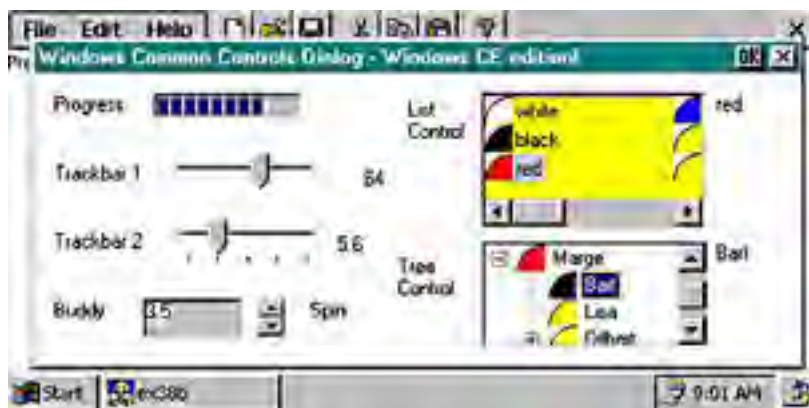 File Edit Help
Windows Common Controls Dialog - Windows CE edition!
OK
Progress
List Control
white
black
red
red
Trackbar 1
64
Trackbar 2
5.6
Tree Control
Marge
Bart
Lisa
Bart
Buddy
3.5
Spin
Start
9:01 AM